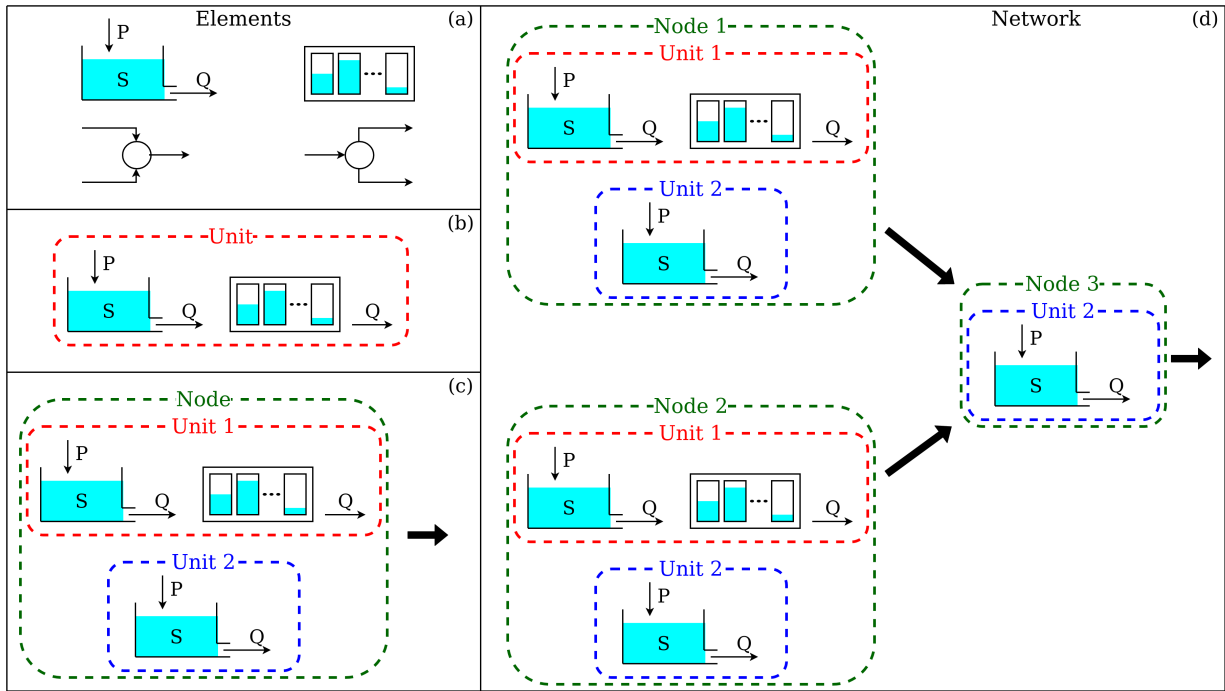 Elements
(a)
P
S
Q
(b)
Unit
P
S
Q
Q
(c)
Node
Unit 1
P
S
Q
Q
Unit 2
P
S
Q
Network
(d)
Node 1
Unit 1
P
S
Q
Q
Unit 2
P
S
Q
Node 2
Unit 1
P
S
Q
Q
Unit 2
P
S
Q
Node 3
Unit 2
P
S
Q